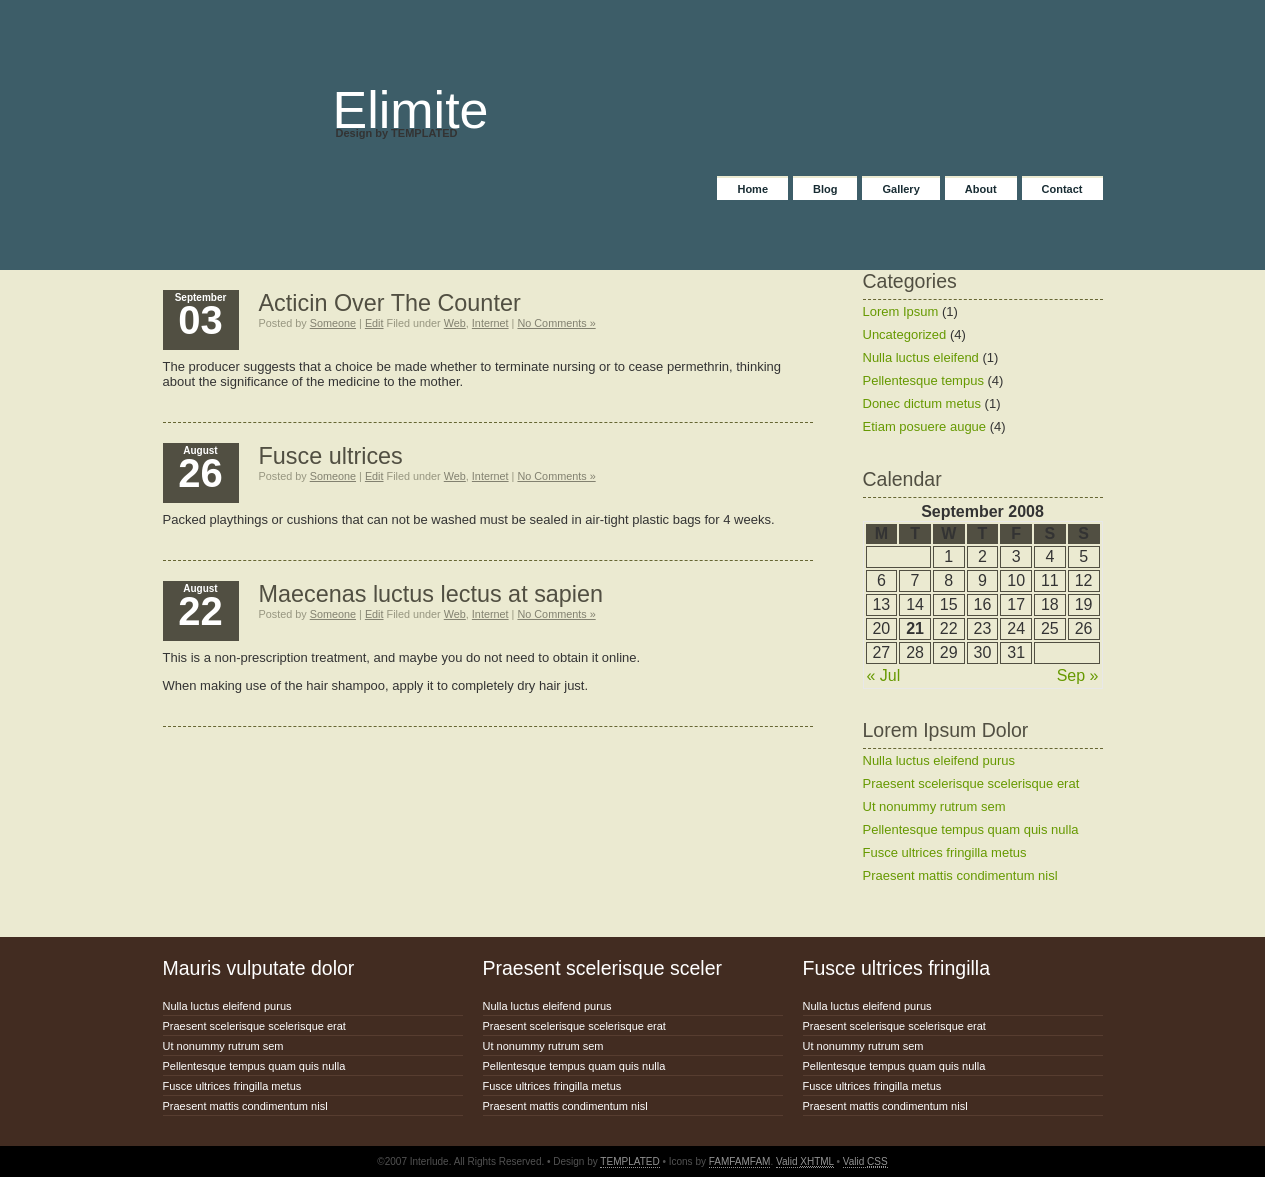 Elimite
Design by TEMPLATED
Home Blog Gallery About Contact
September
03
Acticin Over The Counter
Posted by Someone | Edit Filed under Web, Internet | No Comments »
The producer suggests that a choice be made whether to terminate nursing or to cease permethrin, thinking
about the significance of the medicine to the mother.
August
26
Fusce ultrices
Posted by Someone | Edit Filed under Web, Internet | No Comments »
Packed playthings or cushions that can not be washed must be sealed in air-tight plastic bags for 4 weeks.
August
22
Maecenas luctus lectus at sapien
Posted by Someone | Edit Filed under Web, Internet | No Comments »
This is a non-prescription treatment, and maybe you do not need to obtain it online.
When making use of the hair shampoo, apply it to completely dry hair just.
Categories
Lorem Ipsum (1)
Uncategorized (4)
Nulla luctus eleifend (1)
Pellentesque tempus (4)
Donec dictum metus (1)
Etiam posuere augue (4)
Calendar
September 2008
M T W T F S S
1 2 3 4 5
6 7 8 9 10 11 12
13 14 15 16 17 18 19
20 21 22 23 24 25 26
27 28 29 30 31
« Jul Sep »
Lorem Ipsum Dolor
Nulla luctus eleifend purus
Praesent scelerisque scelerisque erat
Ut nonummy rutrum sem
Pellentesque tempus quam quis nulla
Fusce ultrices fringilla metus
Praesent mattis condimentum nisl
Mauris vulputate dolor
Nulla luctus eleifend purus
Praesent scelerisque scelerisque erat
Ut nonummy rutrum sem
Pellentesque tempus quam quis nulla
Fusce ultrices fringilla metus
Praesent mattis condimentum nisl
Praesent scelerisque sceler
Nulla luctus eleifend purus
Praesent scelerisque scelerisque erat
Ut nonummy rutrum sem
Pellentesque tempus quam quis nulla
Fusce ultrices fringilla metus
Praesent mattis condimentum nisl
Fusce ultrices fringilla
Nulla luctus eleifend purus
Praesent scelerisque scelerisque erat
Ut nonummy rutrum sem
Pellentesque tempus quam quis nulla
Fusce ultrices fringilla metus
Praesent mattis condimentum nisl
©2007 Interlude. All Rights Reserved. • Design by TEMPLATED • Icons by FAMFAMFAM. Valid XHTML • Valid CSS